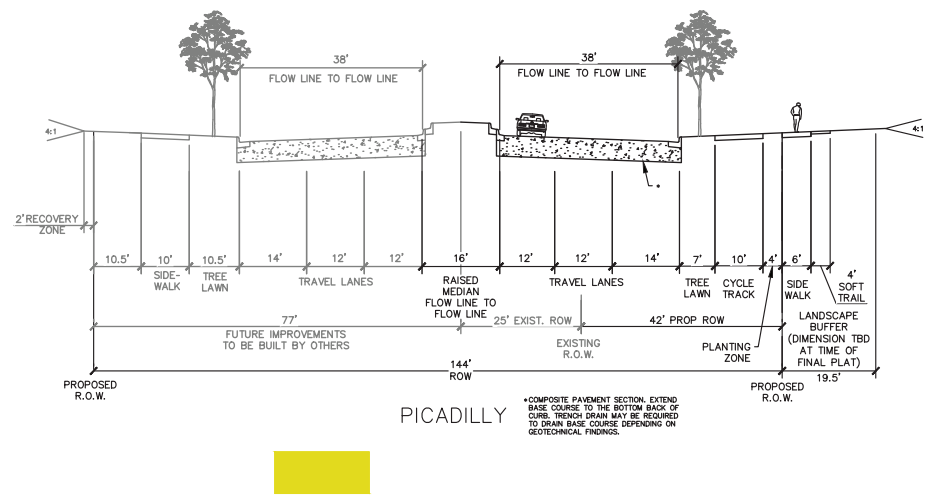 38'
FLOW LINE TO FLOW LINE
38'
FLOW LINE TO FLOW LINE
4:1
4:1
*
2' RECOVERY
ZONE
10.5'
10'
10.5'
14'
12'
12'
16'
12'
12'
14'
7'
10'
4'
6'
SIDE-
WALK
TREE
LAWN
TRAVEL LANES
RAISED
MEDIAN
FLOW LINE TO
FLOW LINE
TRAVEL LANES
TREE
LAWN
CYCLE
TRACK
SIDE
WALK
4'
SOFT
TRAIL
77'
FUTURE IMPROVEMENTS
TO BE BUILT BY OTHERS
25' EXIST. ROW
42' PROP ROW
EXISTING
R.O.W.
PLANTING
ZONE
LANDSCAPE
BUFFER
(DIMENSION TBD
AT TIME OF
FINAL PLAT)
144'
ROW
19.5'
PROPOSED
R.O.W.
PROPOSED
R.O.W.
PICADILLY
*COMPOSITE PAVEMENT SECTION. EXTEND
BASE COURSE TO THE BOTTOM BACK OF
CURB. TRENCH DRAIN MAY BE REQUIRED
TO DRAIN BASE COURSE DEPENDING ON
GEOTECHNICAL FINDINGS.